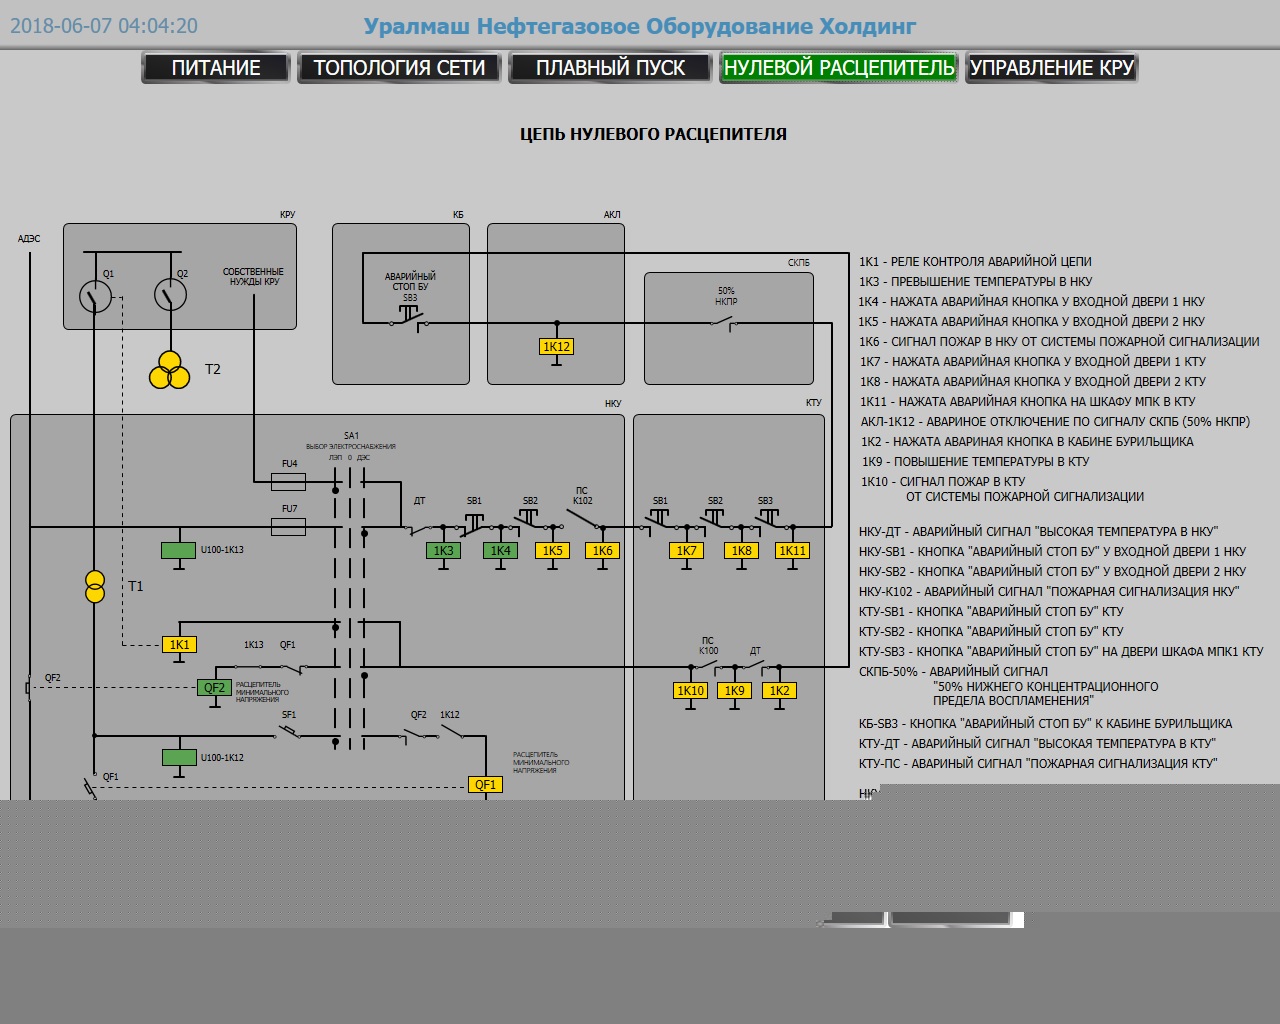 2018-06-07 04:04:20
Уралмаш Нефтегазовое Оборудование Холдинг
ПИТАНИЕ
ТОПОЛОГИЯ СЕТИ
ПЛАВНЫЙ ПУСК
НУЛЕВОЙ РАСЦЕПИТЕЛЬ
УПРАВЛЕНИЕ КРУ
ЦЕПЬ НУЛЕВОГО РАСЦЕПИТЕЛЯ
АДЭС
КРУ
Q1
Q2
СОБСТВЕННЫЕ
НУЖДЫ КРУ
T2
КБ
АВАРИЙНЫЙ
СТОП БУ
SB3
АКЛ
1K12
СКПБ
50%
НКПР
НКУ
SA1
ВЫБОР ЭЛЕКТРОСНАБЖЕНИЯ
ЛЭП 0 ДЭС
FU4
FU7
U100-1K13
T1
ДТ
SB1
SB2
ПС
K102
1K3
1K4
1K5
1K6
КТУ
SB1
SB2
SB3
1K7
1K8
1K11
1K1
1K13
QF1
QF2
QF2
РАСЦЕПИТЕЛЬ
МИНИМАЛЬНОГО
НАПРЯЖЕНИЯ
ПС
K100
ДТ
1K10
1K9
1K2
SF1
QF2
1K12
U100-1K12
РАСЦЕПИТЕЛЬ
МИНИМАЛЬНОГО
НАПРЯЖЕНИЯ
QF1
QF1
1K1 - РЕЛЕ КОНТРОЛЯ АВАРИЙНОЙ ЦЕПИ
1K3 - ПРЕВЫШЕНИЕ ТЕМПЕРАТУРЫ В НКУ
1K4 - НАЖАТА АВАРИЙНАЯ КНОПКА У ВХОДНОЙ ДВЕРИ 1 НКУ
1K5 - НАЖАТА АВАРИЙНАЯ КНОПКА У ВХОДНОЙ ДВЕРИ 2 НКУ
1K6 - СИГНАЛ ПОЖАР В НКУ ОТ СИСТЕМЫ ПОЖАРНОЙ СИГНАЛИЗАЦИИ
1K7 - НАЖАТА АВАРИЙНАЯ КНОПКА У ВХОДНОЙ ДВЕРИ 1 КТУ
1K8 - НАЖАТА АВАРИЙНАЯ КНОПКА У ВХОДНОЙ ДВЕРИ 2 КТУ
1K11 - НАЖАТА АВАРИЙНАЯ КНОПКА НА ШКАФУ МПК В КТУ
АКЛ-1K12 - АВАРИНОЕ ОТКЛЮЧЕНИЕ ПО СИГНАЛУ СКПБ (50% НКПР)
1K2 - НАЖАТА АВАРИНАЯ КНОПКА В КАБИНЕ БУРИЛЬЩИКА
1K9 - ПОВЫШЕНИЕ ТЕМПЕРАТУРЫ В КТУ
1K10 - СИГНАЛ ПОЖАР В КТУ
ОТ СИСТЕМЫ ПОЖАРНОЙ СИГНАЛИЗАЦИИ
НКУ-ДТ - АВАРИЙНЫЙ СИГНАЛ "ВЫСОКАЯ ТЕМПЕРАТУРА В НКУ"
НКУ-SB1 - КНОПКА "АВАРИЙНЫЙ СТОП БУ" У ВХОДНОЙ ДВЕРИ 1 НКУ
НКУ-SB2 - КНОПКА "АВАРИЙНЫЙ СТОП БУ" У ВХОДНОЙ ДВЕРИ 2 НКУ
НКУ-K102 - АВАРИЙНЫЙ СИГНАЛ "ПОЖАРНАЯ СИГНАЛИЗАЦИЯ НКУ"
КТУ-SB1 - КНОПКА "АВАРИЙНЫЙ СТОП БУ" КТУ
КТУ-SB2 - КНОПКА "АВАРИЙНЫЙ СТОП БУ" КТУ
КТУ-SB3 - КНОПКА "АВАРИЙНЫЙ СТОП БУ" НА ДВЕРИ ШКАФА МПК1 КТУ
СКПБ-50% - АВАРИЙНЫЙ СИГНАЛ
"50% НИЖНЕГО КОНЦЕНТРАЦИОННОГО
ПРЕДЕЛА ВОСПЛАМЕНЕНИЯ"
КБ-SB3 - КНОПКА "АВАРИЙНЫЙ СТОП БУ" К КАБИНЕ БУРИЛЬЩИКА
КТУ-ДТ - АВАРИЙНЫЙ СИГНАЛ "ВЫСОКАЯ ТЕМПЕРАТУРА В КТУ"
КТУ-ПС - АВАРИНЫЙ СИГНАЛ "ПОЖАРНАЯ СИГНАЛИЗАЦИЯ КТУ"